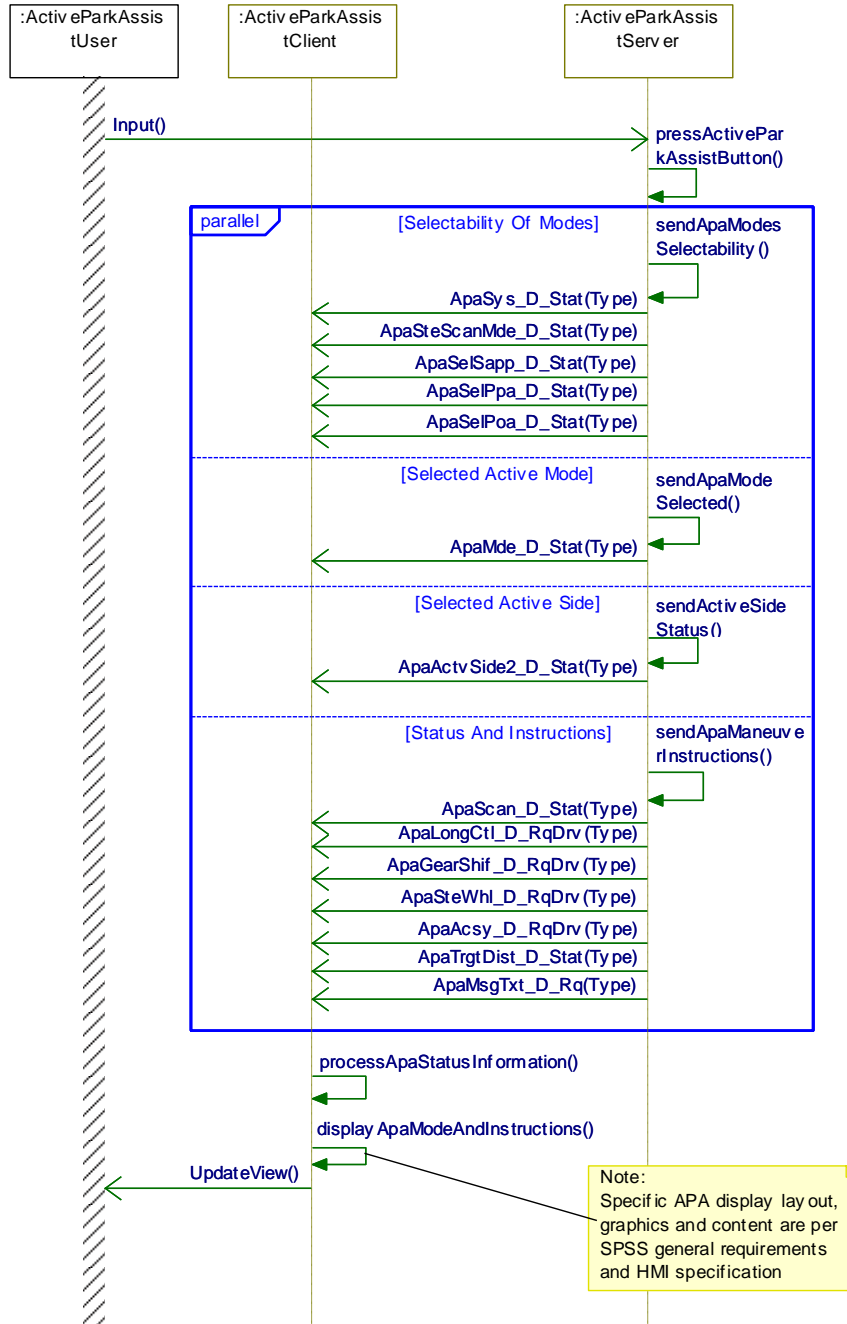 :ActiveParkAssis
tUser
:ActiveParkAssis
tClient
:ActiveParkAssis
tServer
Input()
pressActivePar
kAssistButton()
parallel
[Selectability Of Modes]
sendApaModes
Selectability()
ApaSys_D_Stat(Type)
ApaSteScanMde_D_Stat(Type)
ApaSelSapp_D_Stat(Type)
ApaSelPpa_D_Stat(Type)
ApaSelPoa_D_Stat(Type)
[Selected Active Mode]
sendApaMode
Selected()
ApaMde_D_Stat(Type)
[Selected Active Side]
sendActiveSide
Status()
ApaActvSide2_D_Stat(Type)
[Status And Instructions]
sendApaManeuve
rInstructions()
ApaScan_D_Stat(Type)
ApaLongCtl_D_RqDrv(Type)
ApaGearShif_D_RqDrv(Type)
ApaSteWhl_D_RqDrv(Type)
ApaAcsy_D_RqDrv(Type)
ApaTrgtDist_D_Stat(Type)
ApaMsgTxt_D_Rq(Type)
processApaStatusInformation()
displayApaModeAndInstructions()
UpdateView()
Note:
Specific APA display layout,
graphics and content are per
SPSS general requirements
and HMI specification